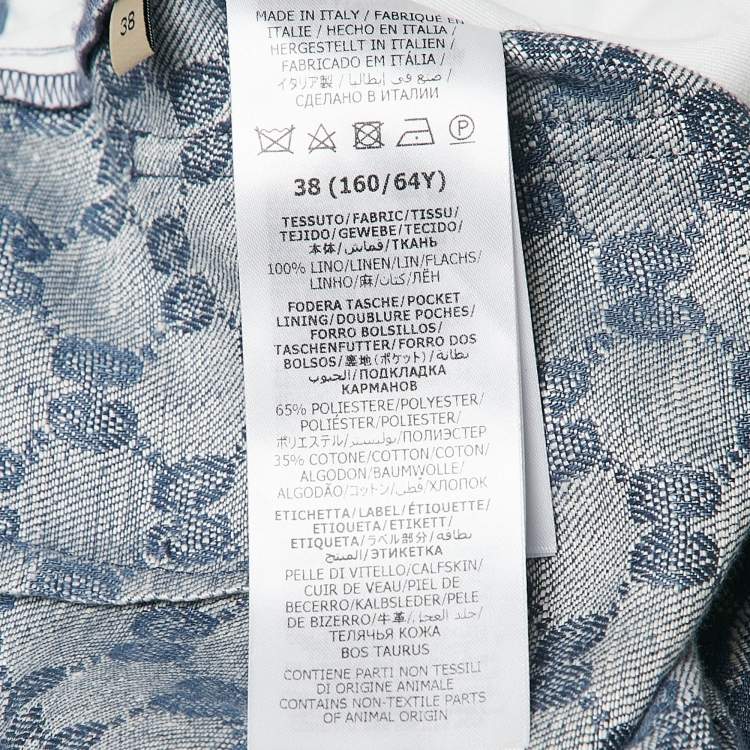 38
MADE IN ITALY / FABRIQUÉ EN
ITALIE / HECHO EN ITALIA /
HERGESTELLT IN ITALIEN /
FABRICADO EM ITÁLIA /
イタリア製 / صنع في إيطاليا /
СДЕЛАНО В ИТАЛИИ
P
38 (160/64Y)
TESSUTO/FABRIC/TISSU/
TEJIDO/GEWEBE/TECIDO/
本体/قماش/ТКАНЬ
100% LINO/LINEN/LIN/FLACHS/
LINHO/麻/كتان/ЛЁН
FODERA TASCHE/POCKET
LINING/DOUBLURE POCHES/
FORRO BOLSILLOS/
TASCHENFUTTER/FORRO DOS
BOLSOS/裏地(ポケット)/بطانة
الجيوب/ПОДКЛАДКА
КАРМАНОВ
65% POLIESTERE/POLYESTER/
POLIÉSTER/POLIESTER/
ポリエステル/بوليستر/ПОЛИЭСТЕР
35% COTONE/COTTON/COTON/
ALGODON/BAUMWOLLE/
ALGODÃO/コットン/قطن/ХЛОПОК
ETICHETTA/LABEL/ÉTIQUETTE/
ETIQUETA/ETIKETT/
ETIQUETA/ラベル部分/بطاقة
المنتج/ЭТИКЕТКА
PELLE DI VITELLO/CALFSKIN/
CUIR DE VEAU/PIEL DE
BECERRO/KALBSLEDER/PELE
DE BIZERRO/牛革/جلد العجل/
ТЕЛЯЧЬЯ КОЖА
BOS TAURUS
CONTIENE PARTI NON TESSILI
DI ORIGINE ANIMALE
CONTAINS NON-TEXTILE PARTS
OF ANIMAL ORIGIN